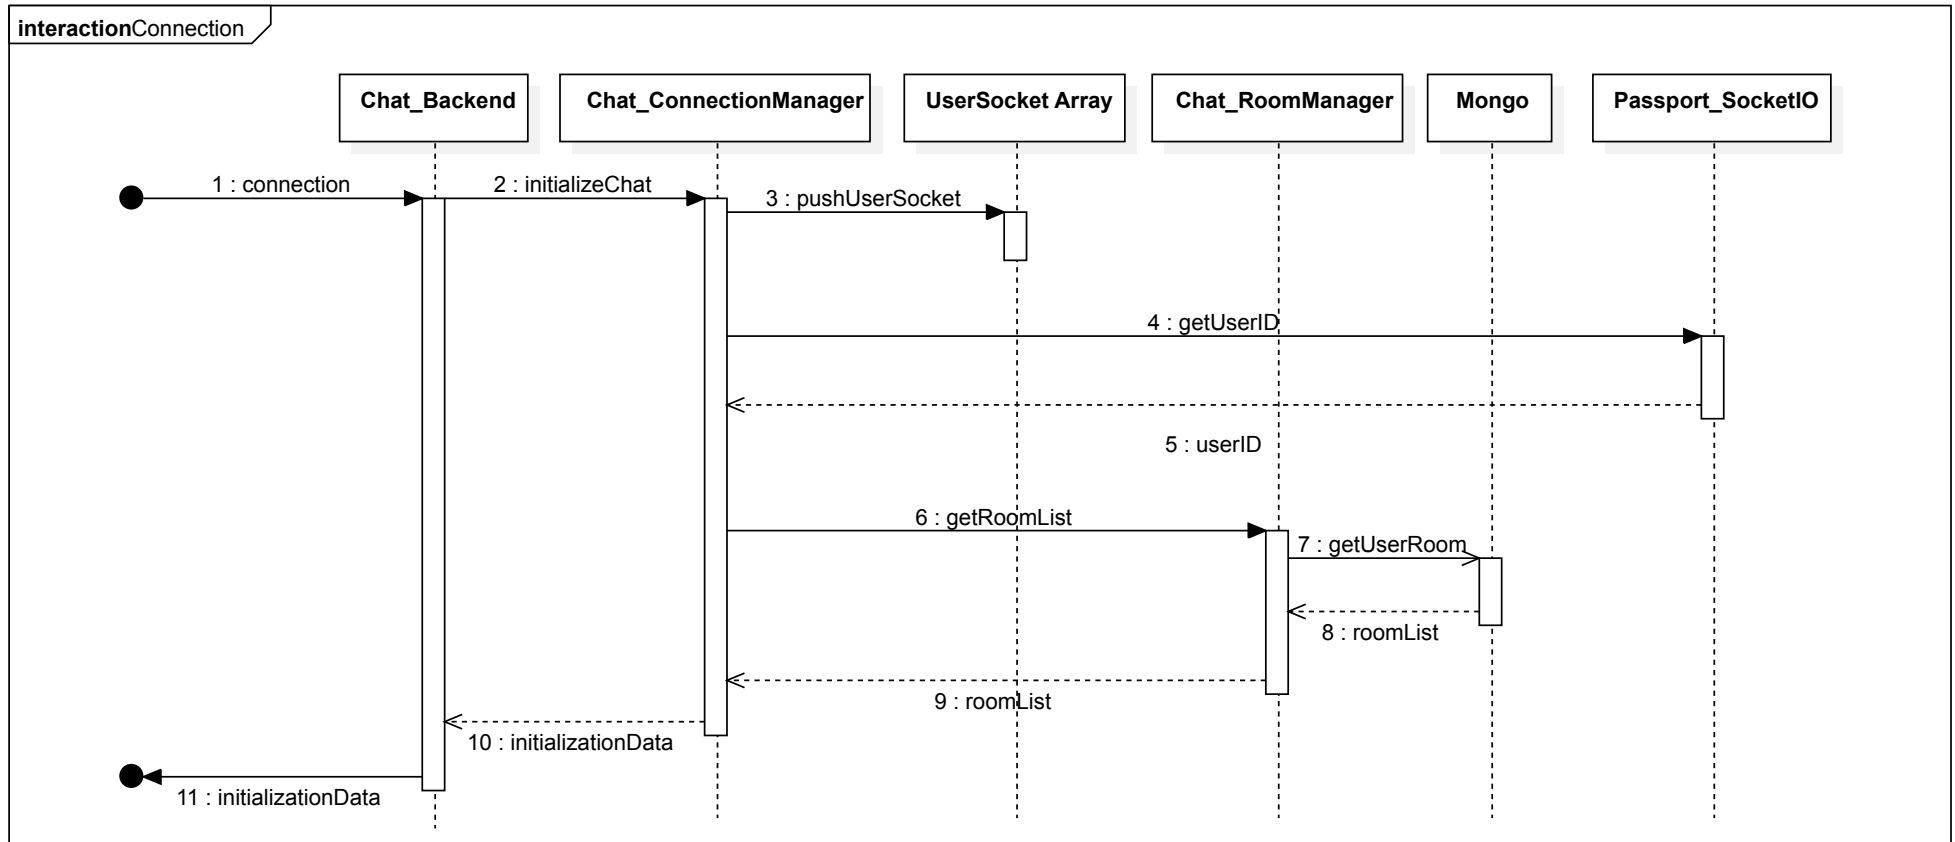 interactionConnection
Chat_Backend
Chat_ConnectionManager
UserSocket Array
Chat_RoomManager
Mongo
Passport_SocketIO
1 : connection
2 : initializeChat
3 : pushUserSocket
4 : getUserID
5 : userID
6 : getRoomList
7 : getUserRoom
8 : roomList
9 : roomList
10 : initializationData
11 : initializationData